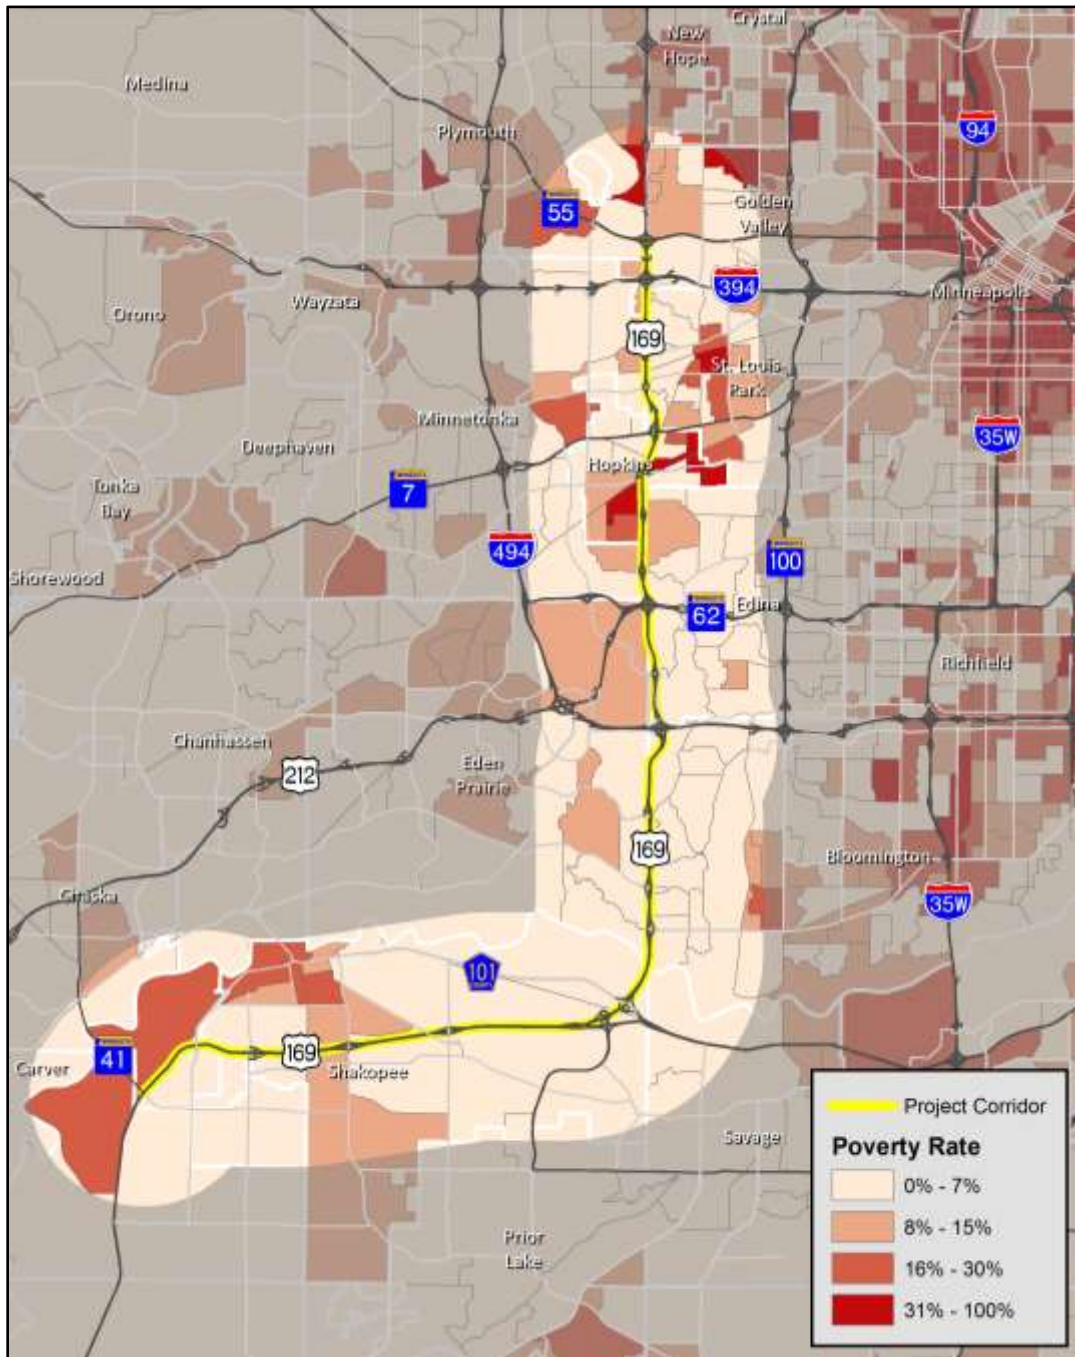 Crystal
New
Hope
Medina
Plymouth
94
55
Golden
Valley
394
Minneapolis
Wayzata
Orono
169
St. Louis
Park
Minnetonka
35W
Deephaven
Hopkins
7
Tonka
Bay
494
100
Shorewood
62
Edina
Richfield
Chanhassen
212
Eden
Prairie
169
Bloomington
Chaska
35W
101
41
169
Carver
Shakopee
Savage
Prior
Lake
Project Corridor
Poverty Rate
0% - 7%
8% - 15%
16% - 30%
31% - 100%